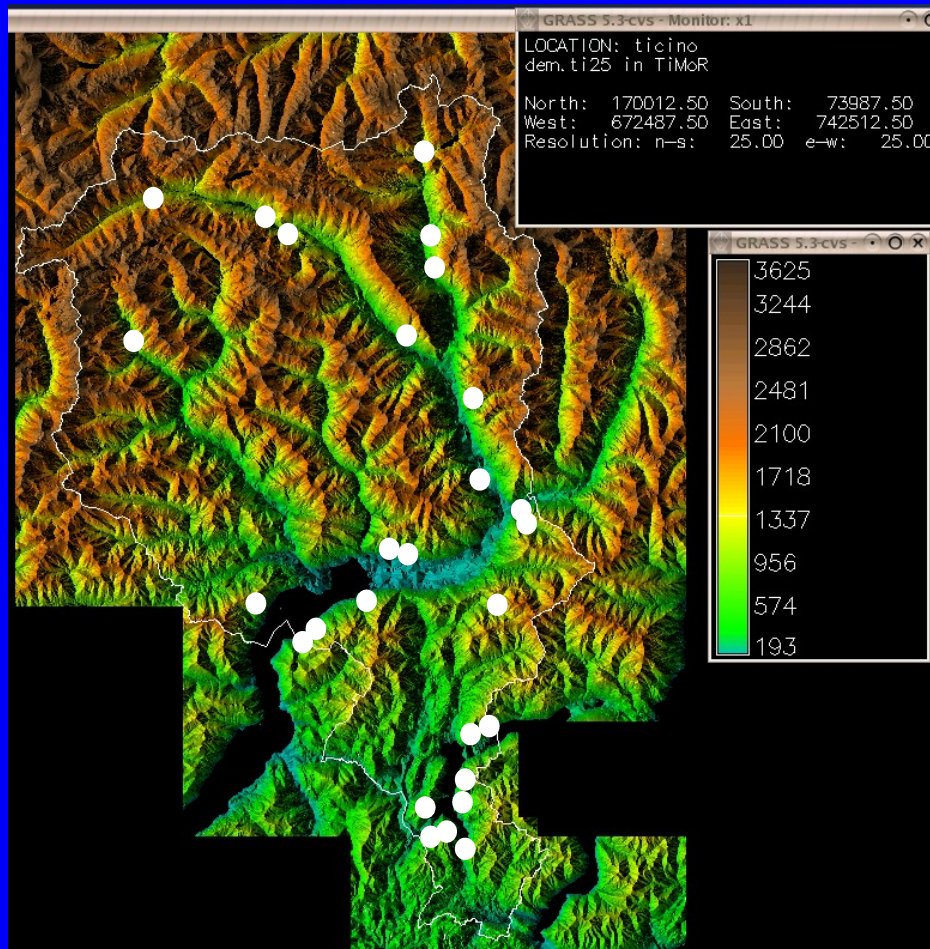 GRASS 5.3-cvs - Monitor: x1
LOCATION: ticino
dem.ti25 in TiMoR
North: 170012.50 South: 73987.50
West: 672487.50 East: 742512.50
Resolution: n-s: 25.00 e-w: 25.00
GRASS 5.3-cvs -
3625
3244
2862
2481
2100
1718
1337
956
574
193